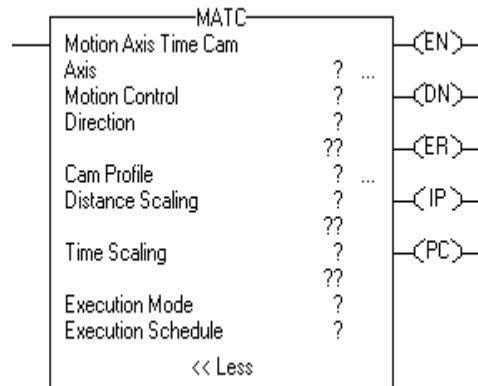 MATC
Motion Axis Time Cam (EN)
Axis ? ...
Motion Control ? (DN)
Direction ?
?? (ER)
Cam Profile ? ...
Distance Scaling ? (IP)
??
Time Scaling ? (PC)
??
Execution Mode ?
Execution Schedule ?
<< Less